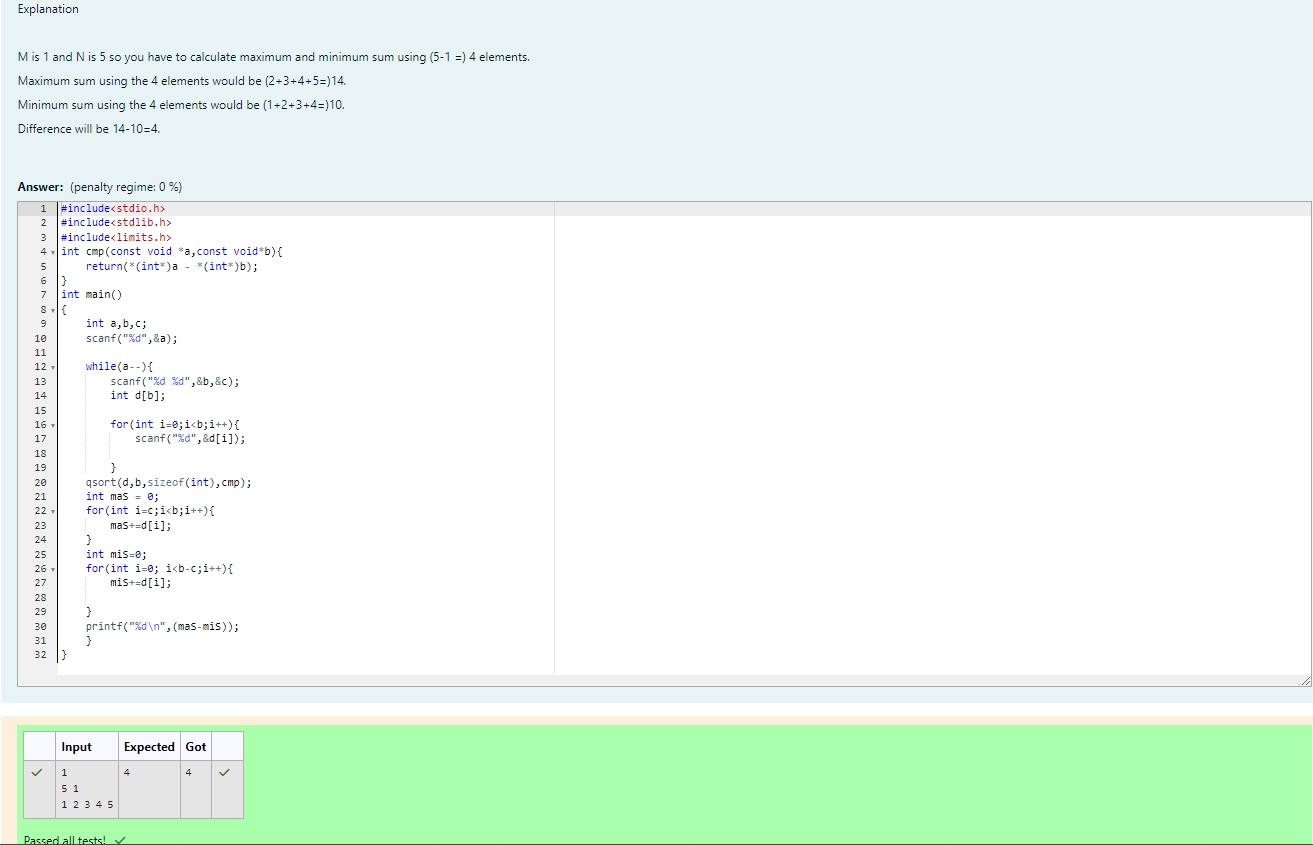 Explanation
M is 1 and N is 5 so you have to calculate maximum and minimum sum using (5-1 =) 4 elements.
Maximum sum using the 4 elements would be (2+3+4+5=)14.
Minimum sum using the 4 elements would be (1+2+3+4=)10.
Difference will be 14-10=4.
Answer: (penalty regime: 0 %)
1 #include<stdio.h>
2 #include<stdlib.h>
3 #include<limits.h>
4 int cmp(const void *a,const void*b){
5 return(*(int*)a - *(int*)b);
6 }
7 int main()
8 {
9 int a,b,c;
10 scanf("%d",&a);
11
12 while(a--){
13 scanf("%d %d",&b,&c);
14 int d[b];
15
16 for(int i=0;i<b;i++){
17 scanf("%d",&d[i]);
18
19 }
20 qsort(d,b,sizeof(int),cmp);
21 int maS = 0;
22 for(int i=c;i<b;i++){
23 maS+=d[i];
24 }
25 int miS=0;
26 for(int i=0; i<b-c;i++){
27 miS+=d[i];
28
29 }
30 printf("%d\n",(maS-miS));
31 }
32 }
Input Expected Got
1 4 4
5 1
1 2 3 4 5
Passed all tests!